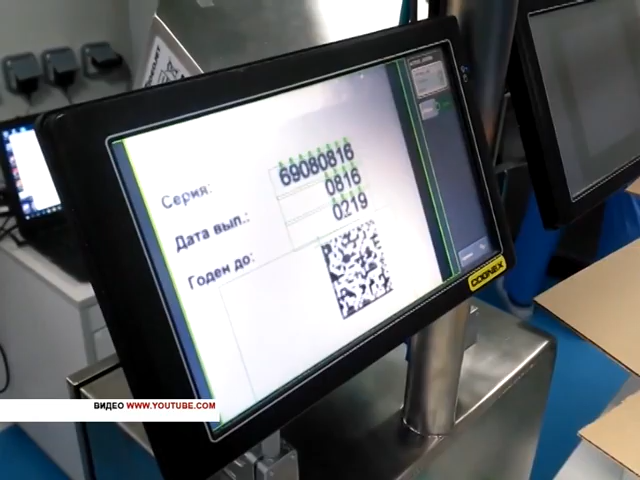 Серия: 69080816
Дата вып.: 0816
Годен до: 0219
COGNEX
ВИДЕО WWW.YOUTUBE.COM